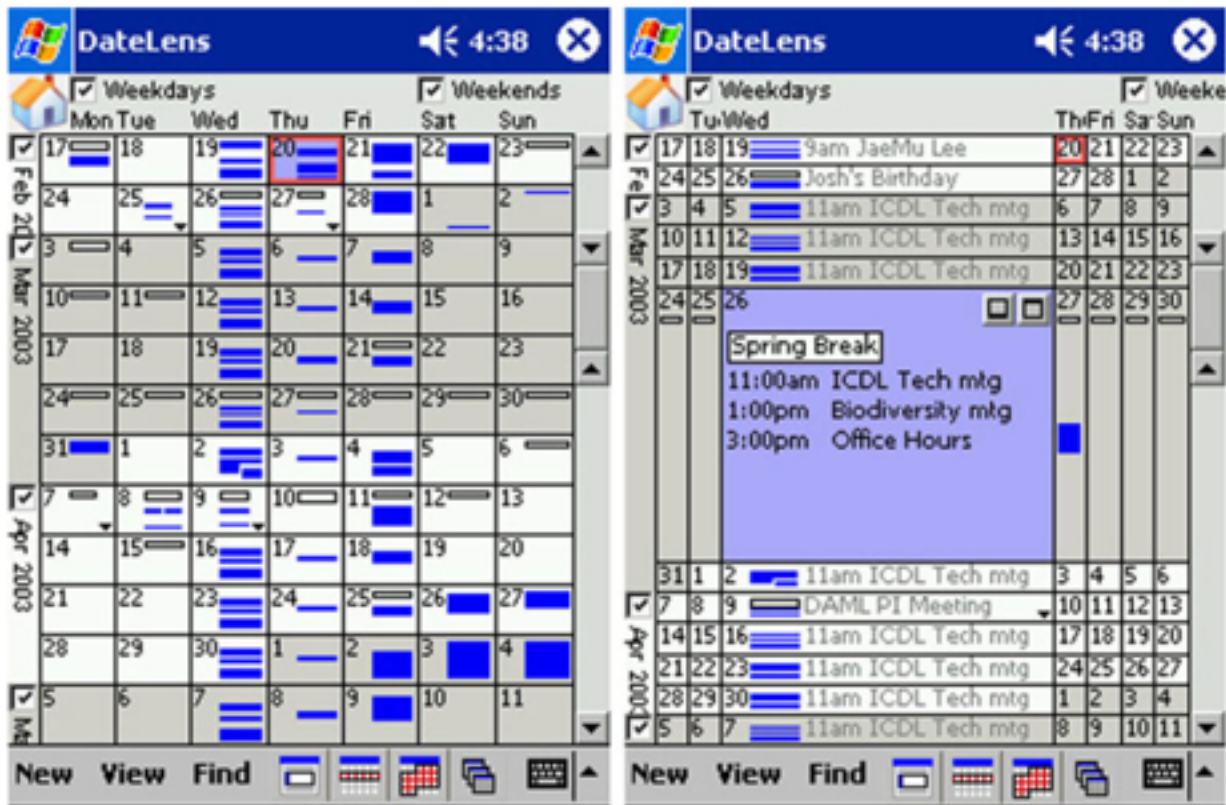 DateLens 4:38
Weekdays Weekends
Mon Tue Wed Thu Fri Sat Sun
17 18 19 20 21 22 23
Feb 20
24 25 26 27 28 1 2
3 4 5 6 7 8 9
Mar 2003
10 11 12 13 14 15 16
17 18 19 20 21 22 23
24 25 26 27 28 29 30
31 1 2 3 4 5 6
7 8 9 10 11 12 13
Apr 2003
14 15 16 17 18 19 20
21 22 23 24 25 26 27
28 29 30 1 2 3 4
5 6 7 8 9 10 11
Ma
New View Find
DateLens 4:38
Weekdays Weeke
Tu Wed Th Fri Sa Sun
17 18 19 9am JaeMu Lee 20 21 22 23
Fe
24 25 26 Josh's Birthday 27 28 1 2
3 4 5 11am ICDL Tech mtg 6 7 8 9
Mar 2003
10 11 12 11am ICDL Tech mtg 13 14 15 16
17 18 19 11am ICDL Tech mtg 20 21 22 23
24 25 26 27 28 29 30
Spring Break
11:00am ICDL Tech mtg
1:00pm Biodiversity mtg
3:00pm Office Hours
31 1 2 11am ICDL Tech mtg 3 4 5 6
7 8 9 DAML PI Meeting 10 11 12 13
Apr 200
14 15 16 11am ICDL Tech mtg 17 18 19 20
21 22 23 11am ICDL Tech mtg 24 25 26 27
28 29 30 11am ICDL Tech mtg 1 2 3 4
5 6 7 11am ICDL Tech mtg 8 9 10 11
New View Find